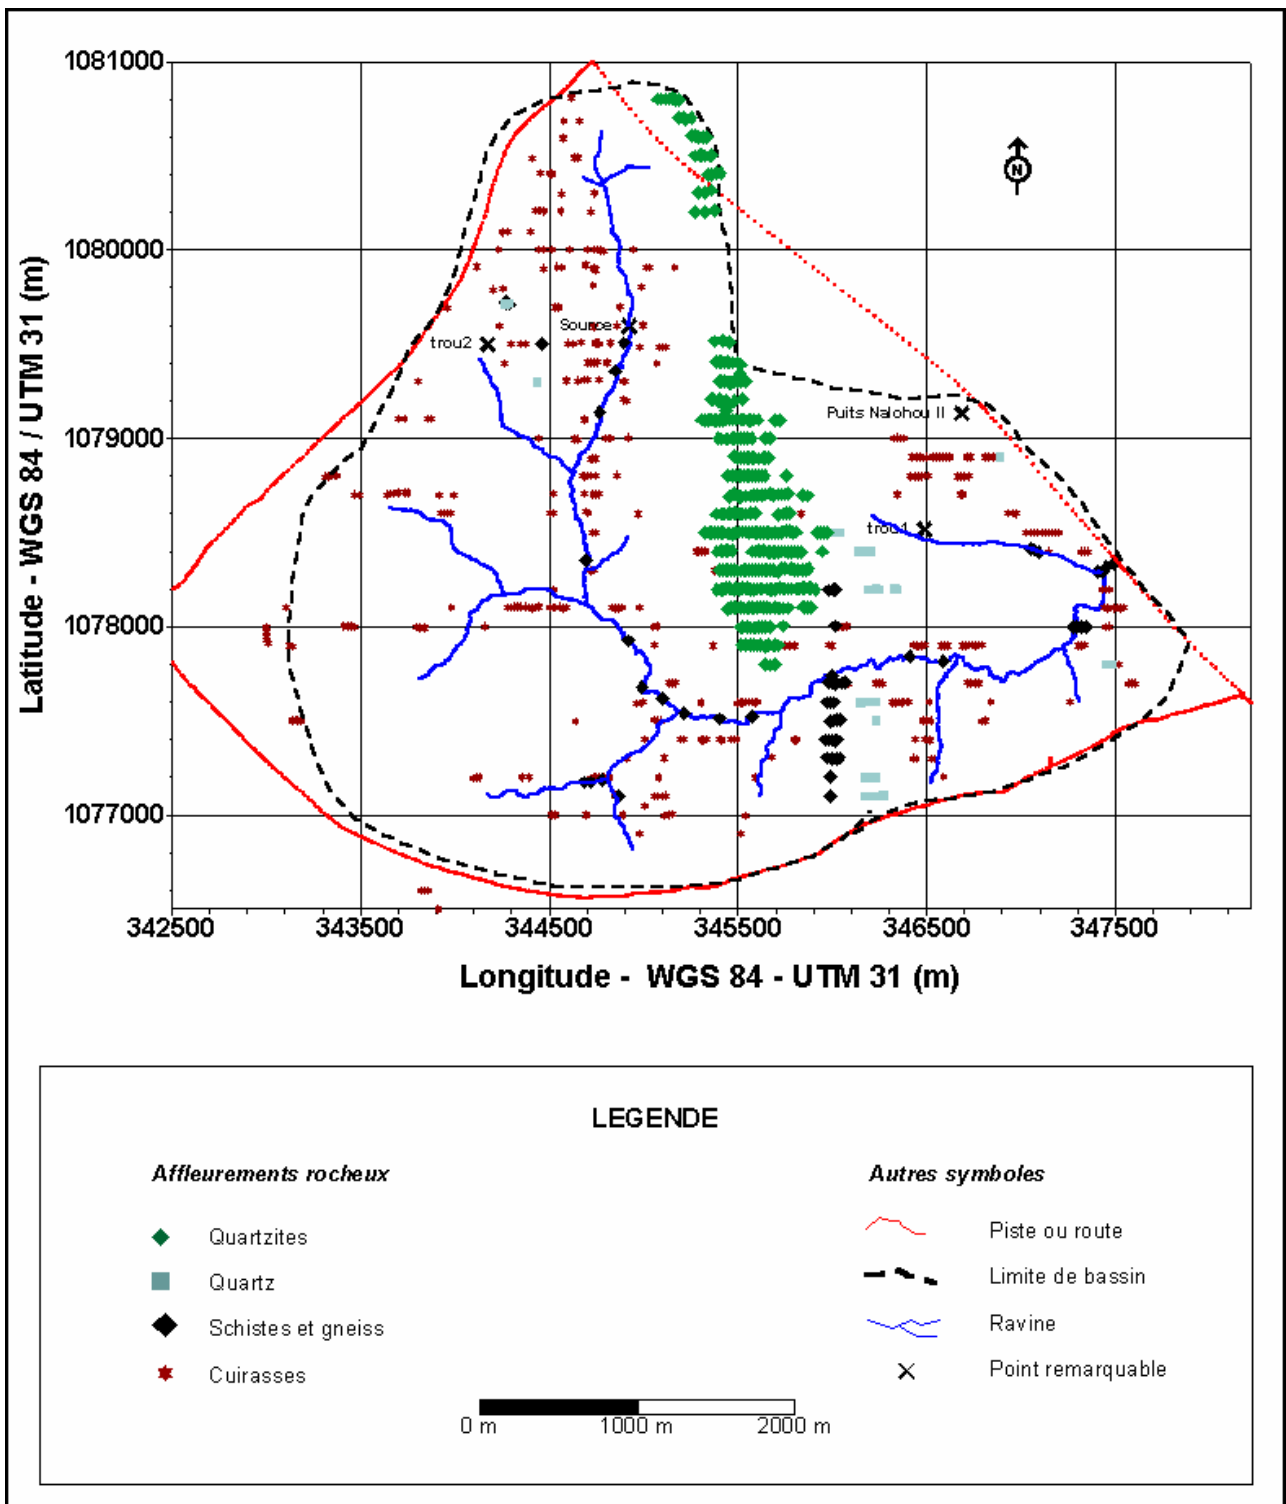 1081000
N
1080000
Source
trou2
Puits Nalohou II
1079000
trou1
1078000
1077000
342500 343500 344500 345500 346500 347500
Latitude - WGS 84 / UTM 31 (m)
Longitude - WGS 84 - UTM 31 (m)
LEGENDE
Affleurements rocheux
Quartzites
Quartz
Schistes et gneiss
Cuirasses
Autres symboles
Piste ou route
Limite de bassin
Ravine
Point remarquable
0 m 1000 m 2000 m